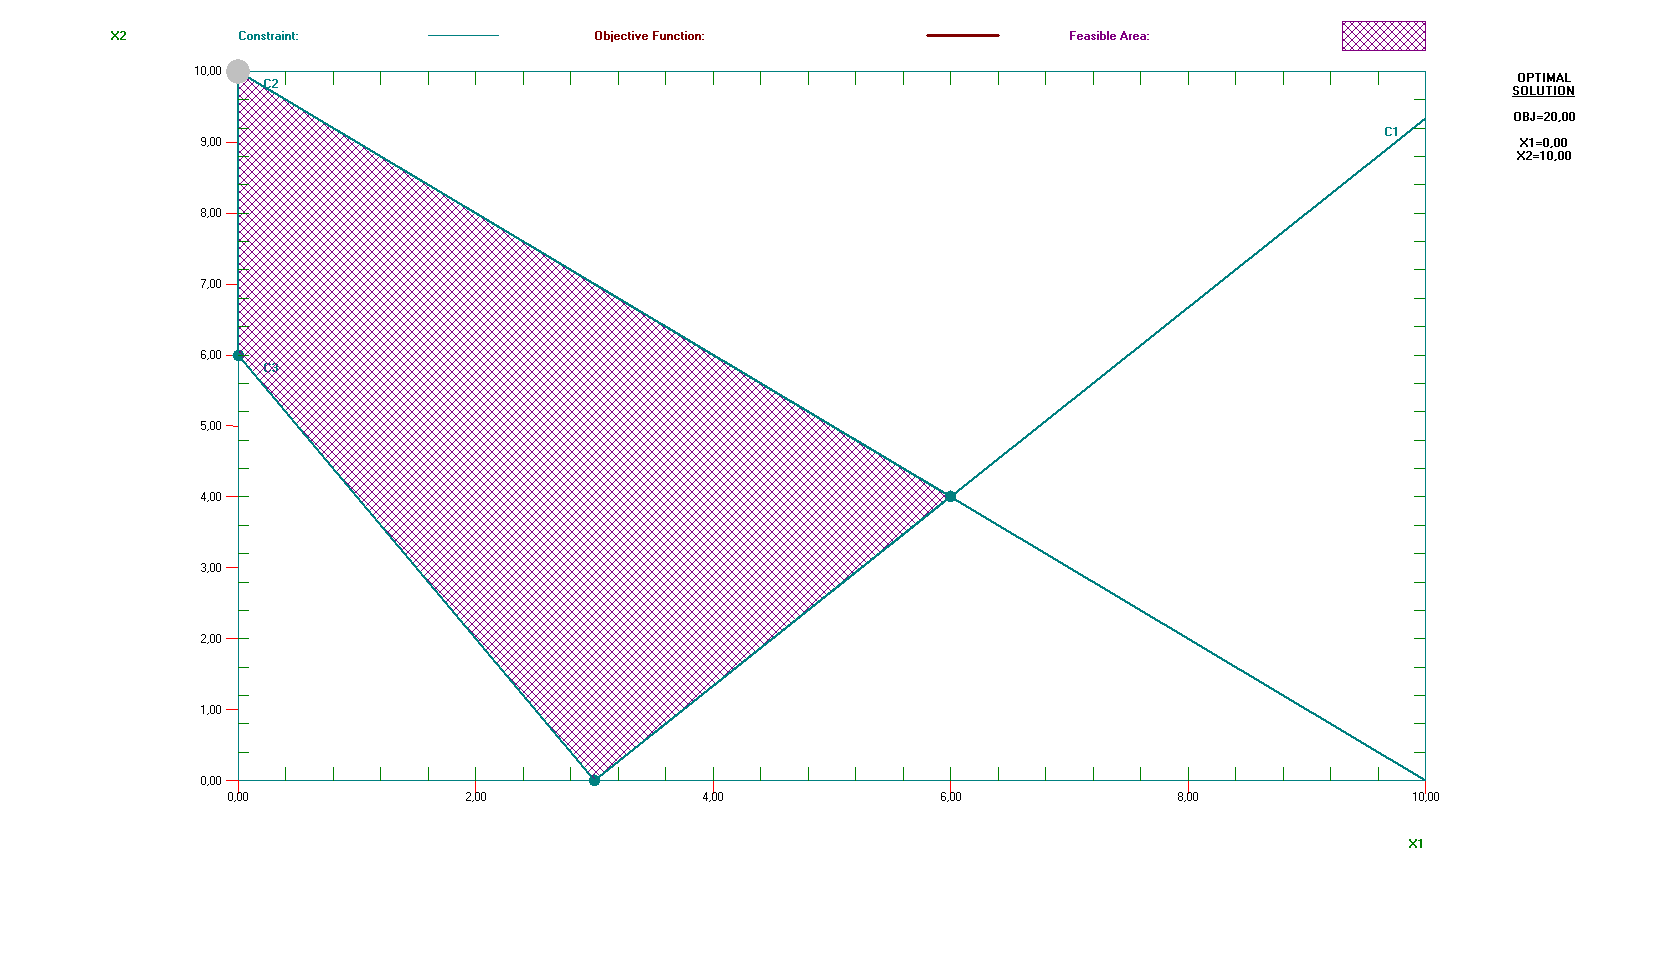 X2 Constraint: Objective Function: Feasible Area:
OPTIMAL
SOLUTION
OBJ=20,00
X1=0,00
X2=10,00
10,00
C2
C1
9,00
8,00
7,00
6,00
C3
5,00
4,00
3,00
2,00
1,00
0,00
0,00 2,00 4,00 6,00 8,00 10,00
X1